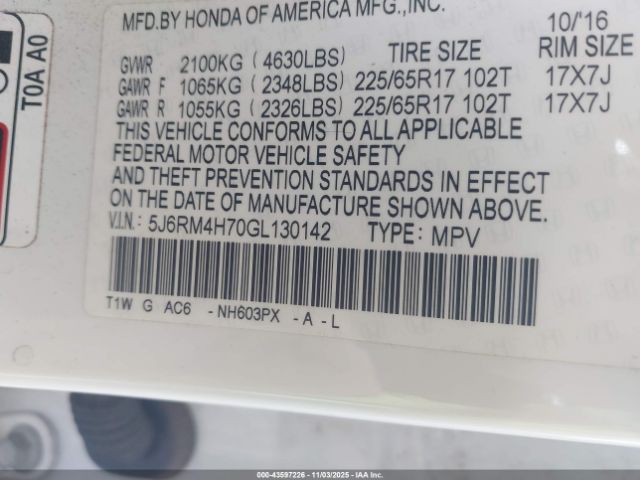 MFD.BY HONDA OF AMERICA MFG.,INC. 10/'16
TIRE SIZE RIM SIZE
GVWR 2100KG (4630LBS)
GAWR F 1065KG (2348LBS) 225/65R17 102T 17X7J
GAWR R 1055KG (2326LBS) 225/65R17 102T 17X7J
THIS VEHICLE CONFORMS TO ALL APPLICABLE
FEDERAL MOTOR VEHICLE SAFETY
AND THEFT PREVENTION STANDARDS IN EFFECT
ON THE DATE OF MANUFACTURE SHOWN ABOVE.
V.I.N.: 5J6RM4H70GL130142 TYPE: MPV
T1W G AC6 - NH603PX - A - L
T0A A0
000-43597226 - 11/03/2025 - IAAI.com